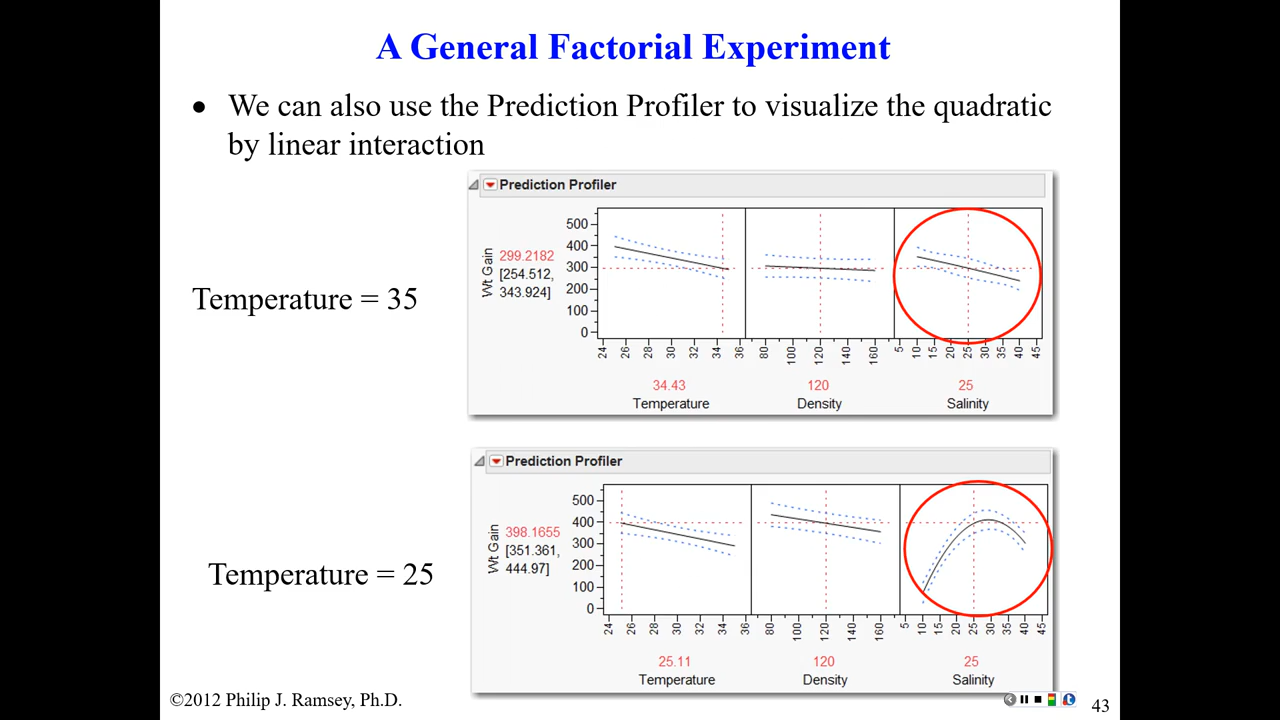 A General Factorial Experiment
• We can also use the Prediction Profiler to visualize the quadratic
by linear interaction
Temperature = 35
Prediction Profiler
Wt Gain
299.2182
[254.512,
343.924]
500
400
300
200
100
0
24 26 28 30 32 34 36
80 100 120 140 160
5 10 15 20 25 30 35 40 45
34.43 120 25
Temperature Density Salinity
Temperature = 25
Prediction Profiler
Wt Gain
398.1655
[351.361,
444.97]
500
400
300
200
100
0
24 26 28 30 32 34 36
80 100 120 140 160
5 10 15 20 25 30 35 40 45
25.11 120 25
Temperature Density Salinity
©2012 Philip J. Ramsey, Ph.D.
43